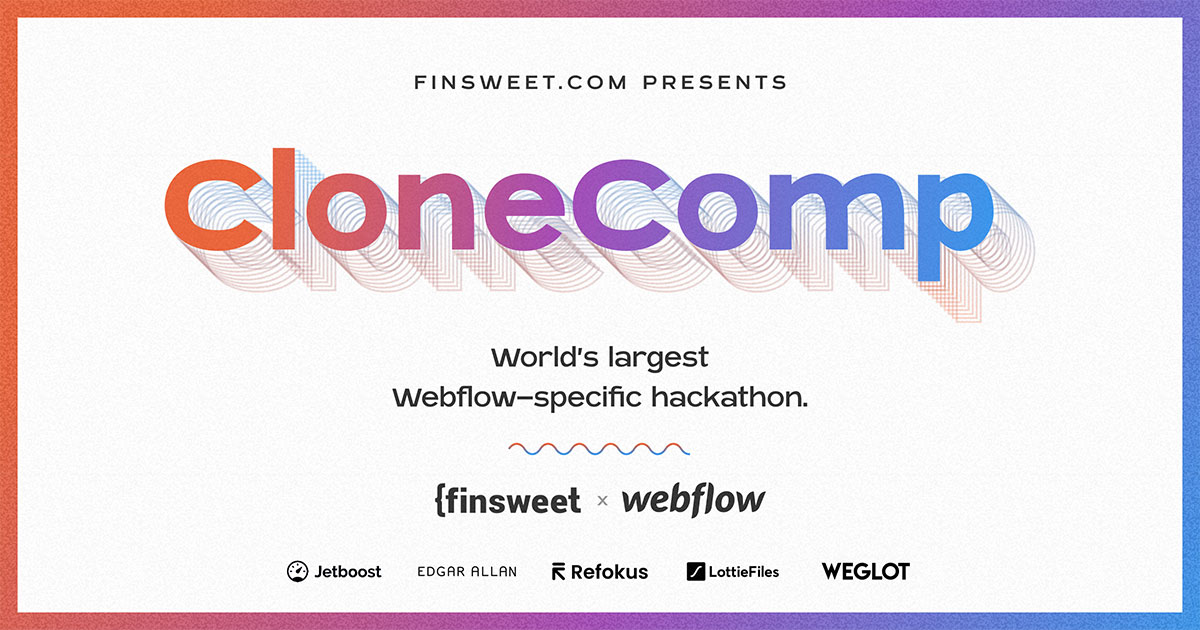 FINSWEET.COM PRESENTS
CloneComp
World's largest
Webflow–specific hackathon.
{finsweet × webflow
Jetboost EDGAR ALLAN Refokus LottieFiles WEGLOT